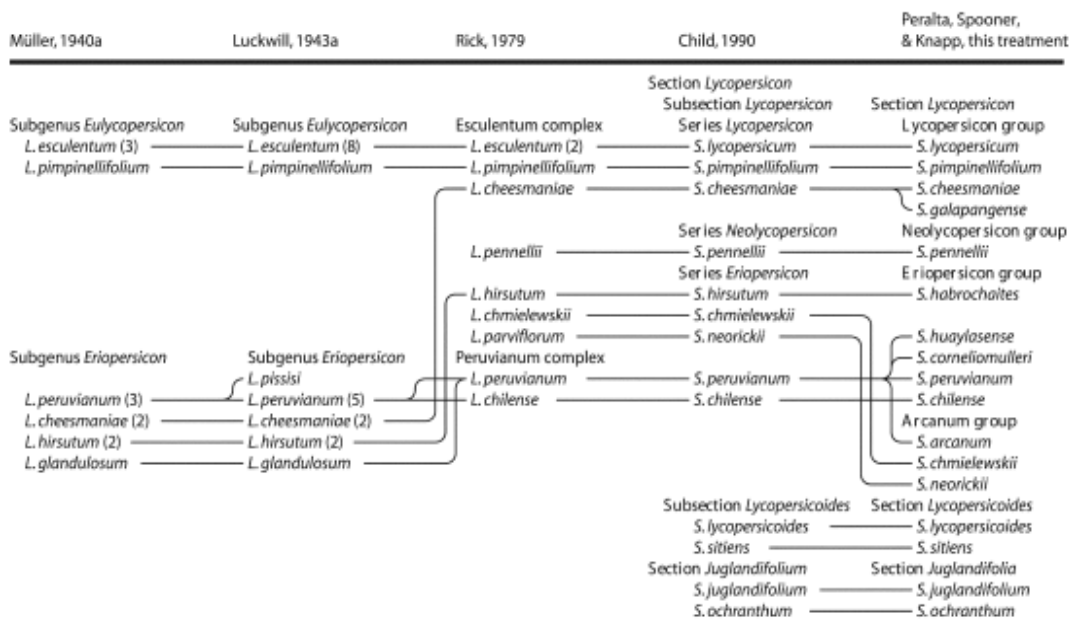 Peralta, Spooner,
Müller, 1940a Luckwill, 1943a Rick, 1979 Child, 1990 & Knapp, this treatment
Section Lycopersicon
Subsection Lycopersicon Section Lycopersicon
Subgenus Eulycopersicon Subgenus Eulycopersicon Esculentum complex Series Lycopersicon Lycopersicon group
L. esculentum (3) L. esculentum (8) L. esculentum (2) S. lycopersicum S. lycopersicum
L. pimpinellifolium L. pimpinellifolium L. pimpinellifolium S. pimpinellifolium S. pimpinellifolium
L. cheesmaniae S. cheesmaniae S. cheesmaniae
S. galapangense
Series Neolycopersicon Neolycopersicon group
L. pennellii S. pennellii S. pennellii
Series Eriopersicon Eriopersicon group
L. hirsutum S. hirsutum S. habrochaites
L. chmielewskii S. chmielewskii
L. parviflorum S. neorickii S. huaylasense
Subgenus Eriopersicon Subgenus Eriopersicon Peruvianum complex S. corneliomulleri
L. pissisi L. peruvianum S. peruvianum S. peruvianum
L. peruvianum (3) L. peruvianum (5) L. chilense S. chilense S. chilense
L. cheesmaniae (2) L. cheesmaniae (2) Arcanum group
L. hirsutum (2) L. hirsutum (2) S. arcanum
L. glandulosum L. glandulosum S. chmielewskii
S. neorickii
Subsection Lycopersicoides Section Lycopersicoides
S. lycopersicoides S. lycopersicoides
S. sitiens S. sitiens
Section Juglandifolium Section Juglandifolia
S. juglandifolium S. juglandifolium
S. ochranthum S. ochranthum